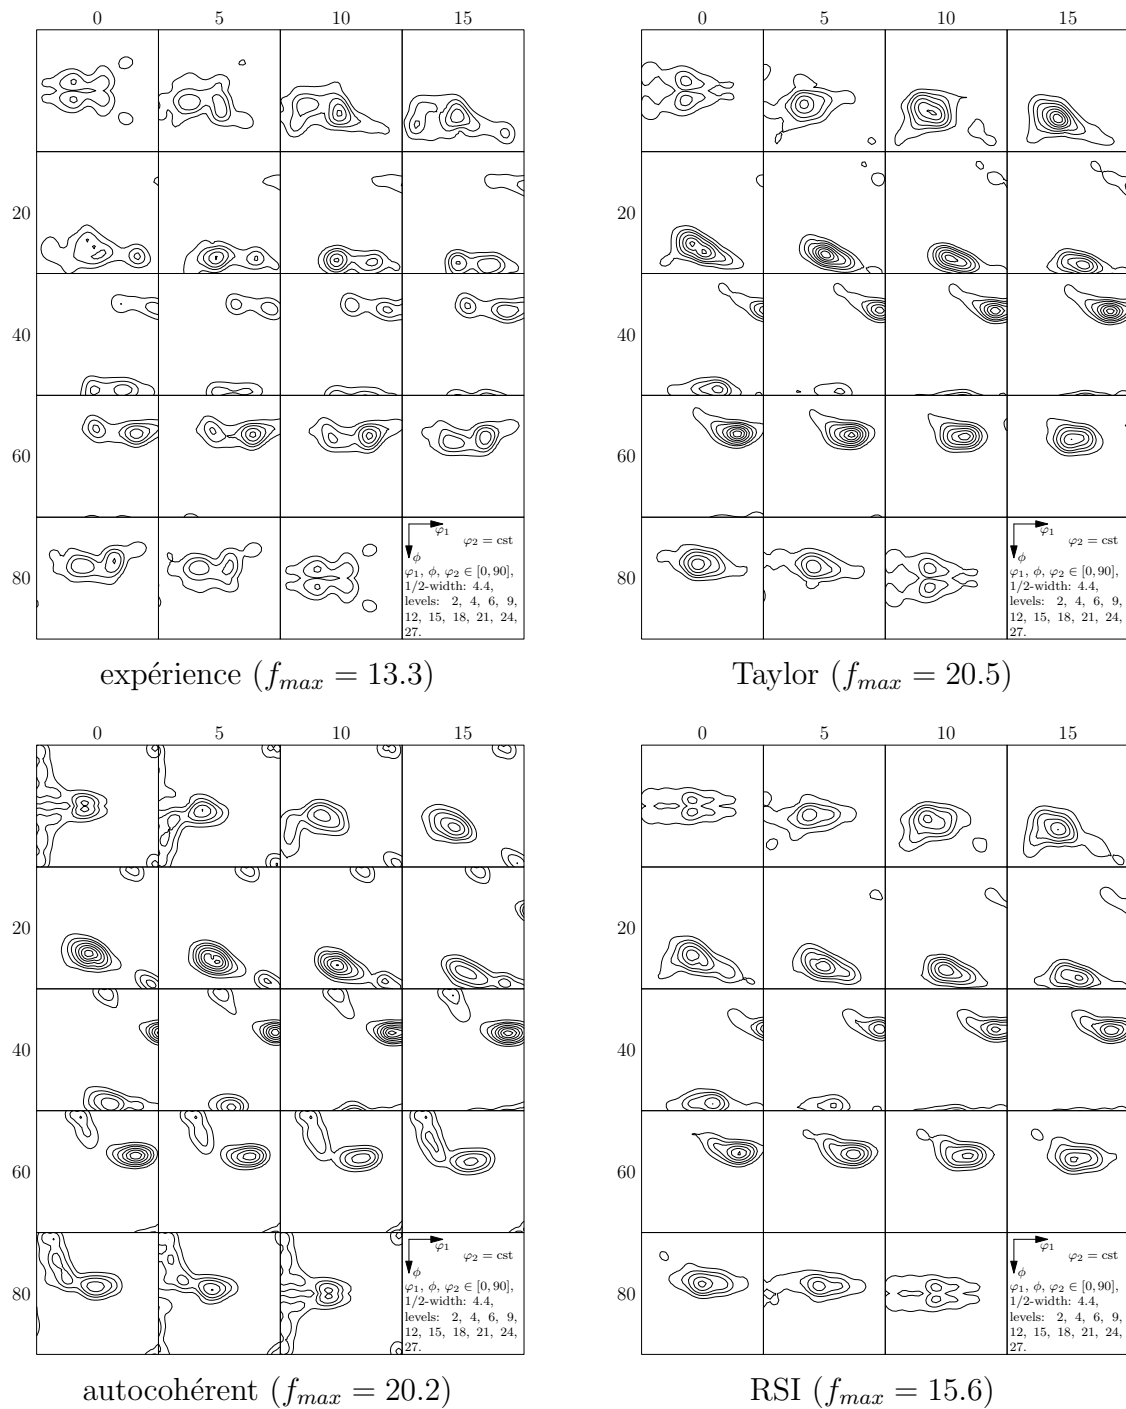 0 5 10 15
20
40
60
80
φ₁
φ₂ = cst
ϕ
φ₁, ϕ, φ₂ ∈ [0, 90],
1/2-width: 4.4,
levels: 2, 4, 6, 9,
12, 15, 18, 21, 24,
27.
expérience (f_max = 13.3)
0 5 10 15
20
40
60
80
φ₁
φ₂ = cst
ϕ
φ₁, ϕ, φ₂ ∈ [0, 90],
1/2-width: 4.4,
levels: 2, 4, 6, 9,
12, 15, 18, 21, 24,
27.
Taylor (f_max = 20.5)
0 5 10 15
20
40
60
80
φ₁
φ₂ = cst
ϕ
φ₁, ϕ, φ₂ ∈ [0, 90],
1/2-width: 4.4,
levels: 2, 4, 6, 9,
12, 15, 18, 21, 24,
27.
autocohérent (f_max = 20.2)
0 5 10 15
20
40
60
80
φ₁
φ₂ = cst
ϕ
φ₁, ϕ, φ₂ ∈ [0, 90],
1/2-width: 4.4,
levels: 2, 4, 6, 9,
12, 15, 18, 21, 24,
27.
RSI (f_max = 15.6)